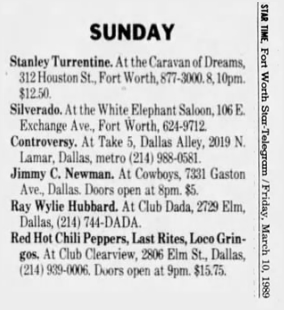 SUNDAY
Stanley Turrentine. At the Caravan of Dreams,
312 Houston St., Fort Worth, 877-3000. 8, 10pm.
$12.50.
Silverado. At the White Elephant Saloon, 106 E.
Exchange Ave., Fort Worth, 624-9712.
Controversy. At Take 5, Dallas Alley, 2019 N.
Lamar, Dallas, metro (214) 988-0581.
Jimmy C. Newman. At Cowboys, 7331 Gaston
Ave., Dallas. Doors open at 8pm. $5.
Ray Wylie Hubbard. At Club Dada, 2729 Elm,
Dallas, (214) 744-DADA.
Red Hot Chili Peppers, Last Rites, Loco Grin-
gos. At Club Clearview, 2806 Elm St., Dallas,
(214) 939-0006. Doors open at 9pm. $15.75.
STAR TIME, Fort Worth Star-Telegram /Friday, March 10, 1989